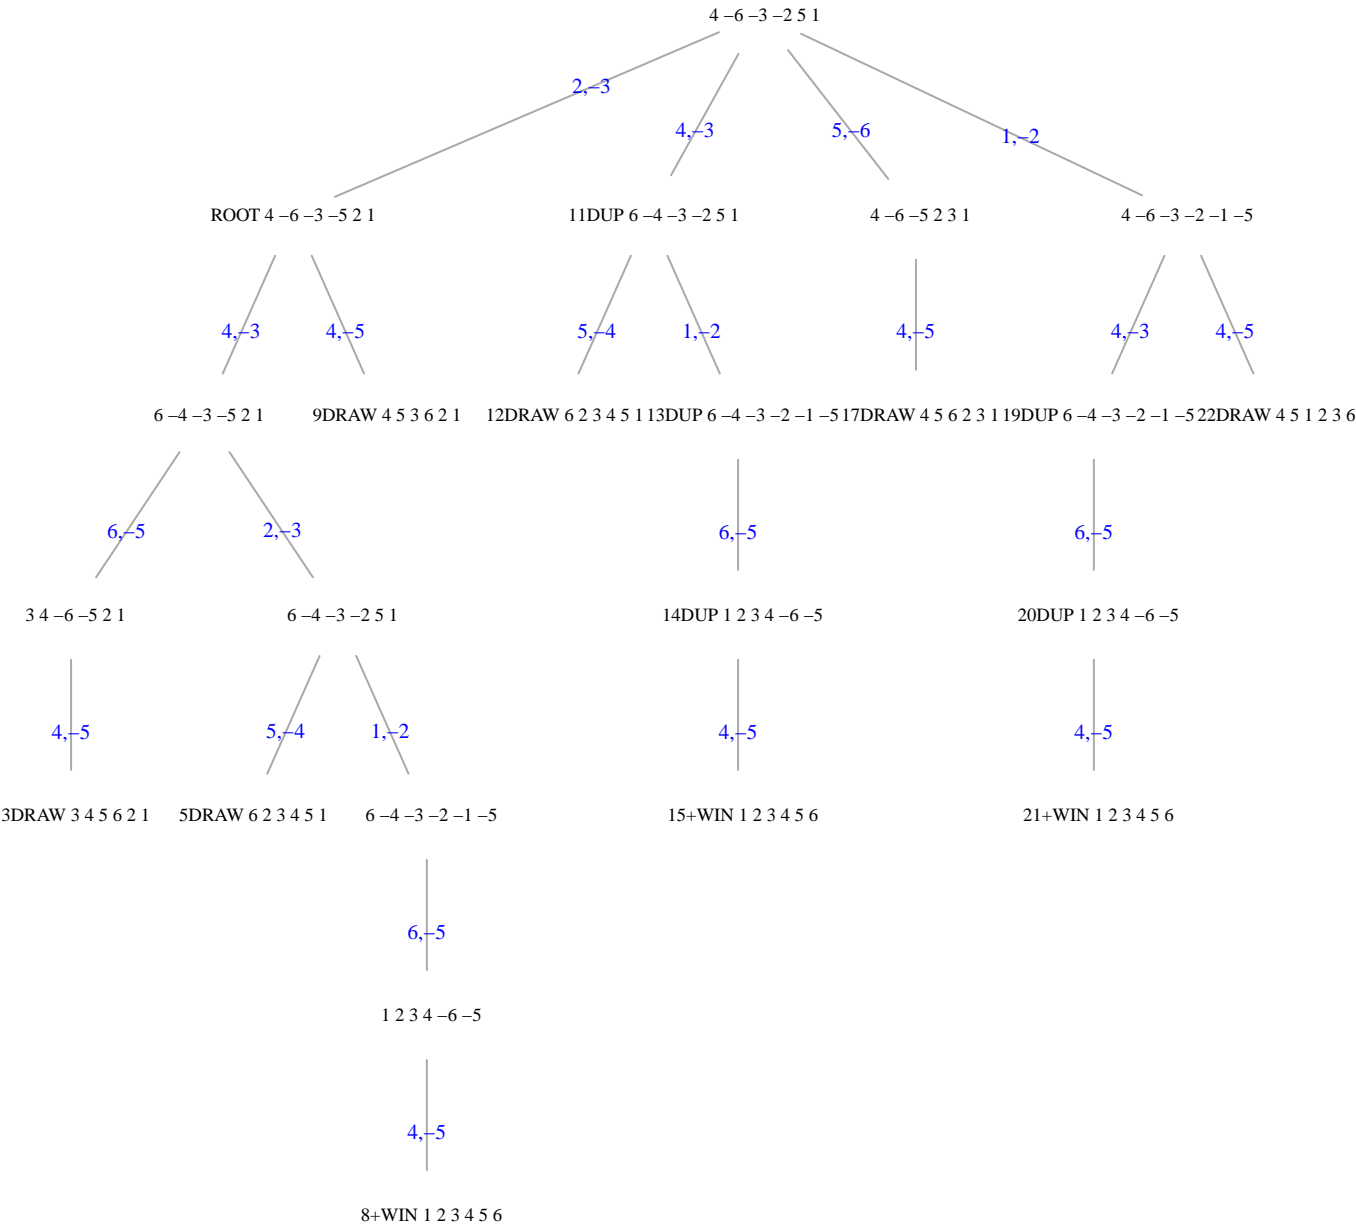 4 –6 –3 –2 5 1
2,–3
4,–3
5,–6
1,–2
ROOT 4 –6 –3 –5 2 1
11DUP 6 –4 –3 –2 5 1
4 –6 –5 2 3 1
4 –6 –3 –2 –1 –5
4,–3
4,–5
5,–4
1,–2
4,–5
4,–3
4,–5
6 –4 –3 –5 2 1
9DRAW 4 5 3 6 2 1
12DRAW 6 2 3 4 5 1
13DUP 6 –4 –3 –2 –1 –5
17DRAW 4 5 6 2 3 1
19DUP 6 –4 –3 –2 –1 –5
22DRAW 4 5 1 2 3 6
6,–5
2,–3
6,–5
6,–5
3 4 –6 –5 2 1
6 –4 –3 –2 5 1
14DUP 1 2 3 4 –6 –5
20DUP 1 2 3 4 –6 –5
4,–5
5,–4
1,–2
4,–5
4,–5
3DRAW 3 4 5 6 2 1
5DRAW 6 2 3 4 5 1
6 –4 –3 –2 –1 –5
15+WIN 1 2 3 4 5 6
21+WIN 1 2 3 4 5 6
6,–5
1 2 3 4 –6 –5
4,–5
8+WIN 1 2 3 4 5 6